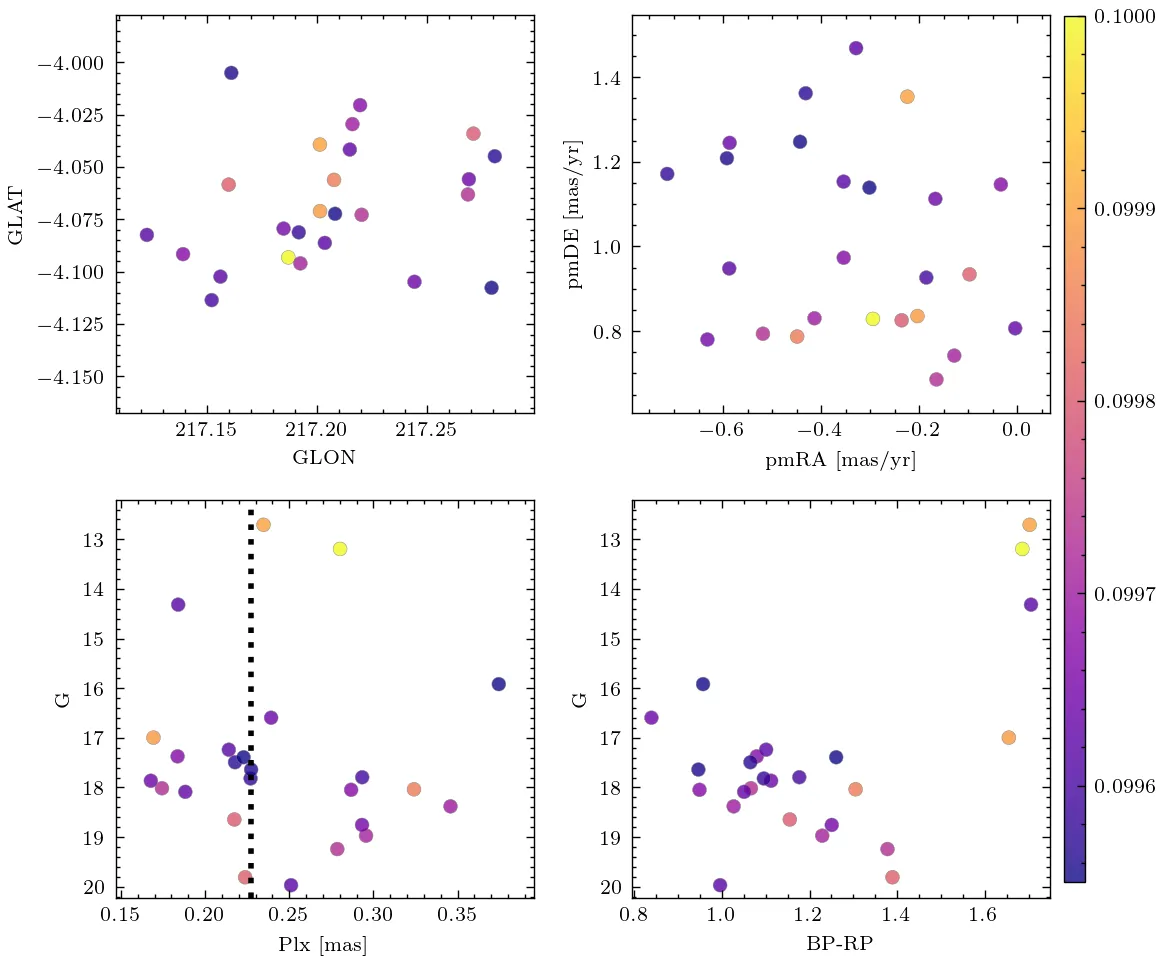 −4.000
−4.025
−4.050
−4.075
−4.100
−4.125
−4.150
GLAT
217.15 217.20 217.25
GLON
1.4
1.2
1.0
0.8
pmDE [mas/yr]
−0.6 −0.4 −0.2 0.0
pmRA [mas/yr]
0.1000
0.0999
0.0998
0.0997
0.0996
13
14
15
16
17
18
19
20
G
0.15 0.20 0.25 0.30 0.35
Plx [mas]
13
14
15
16
17
18
19
20
G
0.8 1.0 1.2 1.4 1.6
BP-RP